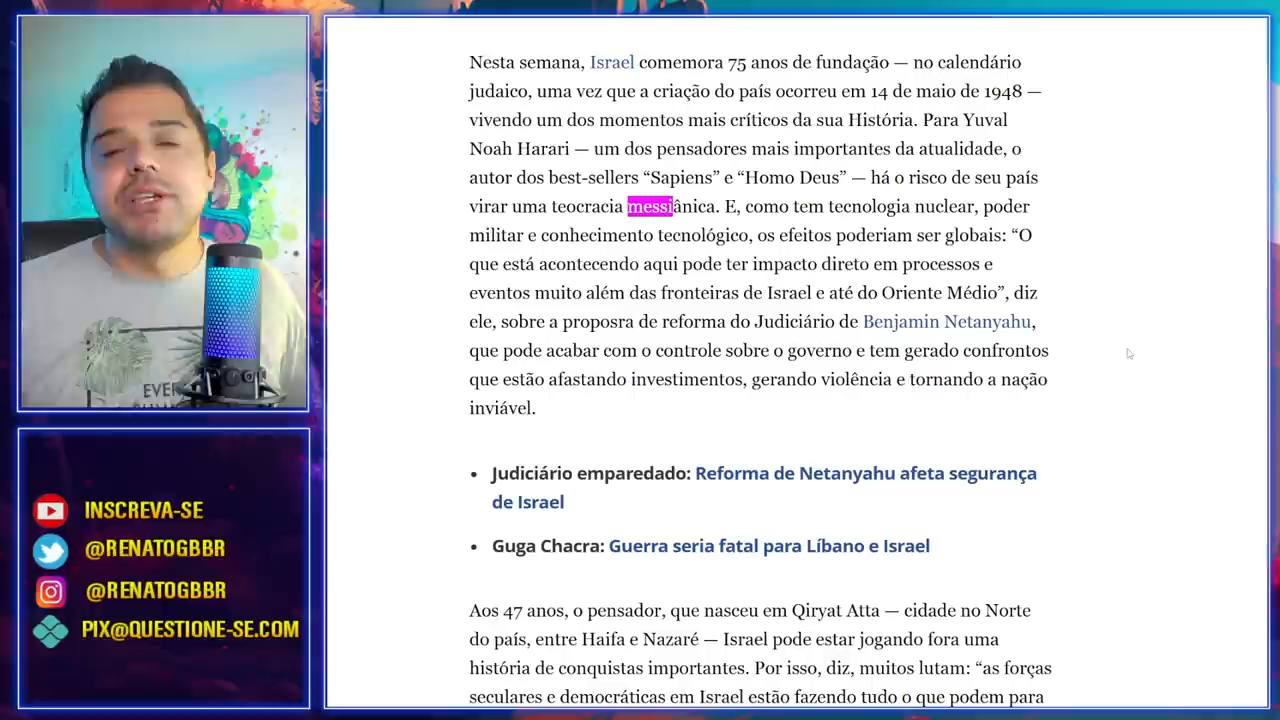 Nesta semana, Israel comemora 75 anos de fundação — no calendário
judaico, uma vez que a criação do país ocorreu em 14 de maio de 1948 —
vivendo um dos momentos mais críticos da sua História. Para Yuval
Noah Harari — um dos pensadores mais importantes da atualidade, o
autor dos best-sellers “Sapiens” e “Homo Deus” — há o risco de seu país
virar uma teocracia messiânica. E, como tem tecnologia nuclear, poder
militar e conhecimento tecnológico, os efeitos poderiam ser globais: “O
que está acontecendo aqui pode ter impacto direto em processos e
eventos muito além das fronteiras de Israel e até do Oriente Médio”, diz
ele, sobre a proposra de reforma do Judiciário de Benjamin Netanyahu,
que pode acabar com o controle sobre o governo e tem gerado confrontos
que estão afastando investimentos, gerando violência e tornando a nação
inviável.
• Judiciário emparedado: Reforma de Netanyahu afeta segurança
de Israel
• Guga Chacra: Guerra seria fatal para Líbano e Israel
Aos 47 anos, o pensador, que nasceu em Qiryat Atta — cidade no Norte
do país, entre Haifa e Nazaré — Israel pode estar jogando fora uma
história de conquistas importantes. Por isso, diz, muitos lutam: “as forças
seculares e democráticas em Israel estão fazendo tudo o que podem para
EVER
INSCREVA-SE
@RENATOGBBR
@RENATOGBBR
PIX@QUESTIONE-SE.COM